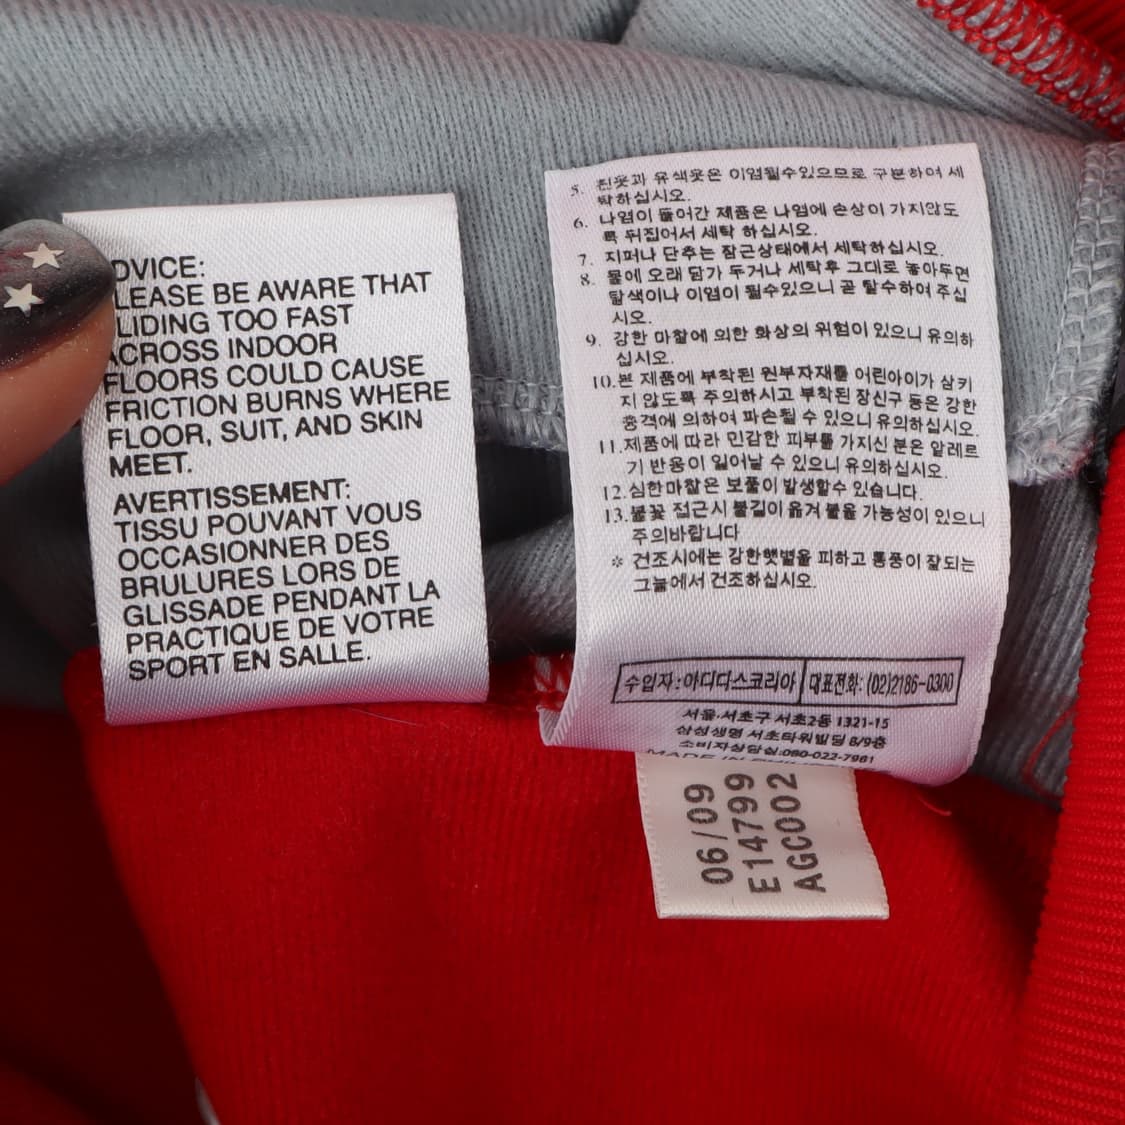 DVICE:
LEASE BE AWARE THAT
LIDING TOO FAST
ACROSS INDOOR
FLOORS COULD CAUSE
FRICTION BURNS WHERE
FLOOR, SUIT, AND SKIN
MEET.
AVERTISSEMENT:
TISSU POUVANT VOUS
OCCASIONNER DES
BRULURES LORS DE
GLISSADE PENDANT LA
PRACTIQUE DE VOTRE
SPORT EN SALLE.
5. 흰옷과 유색옷은 이염될수있으므로 구분하여 세
탁하십시오.
6. 나염이 들어간 제품은 나염에 손상이 가지않도
록 뒤집어서 세탁 하십시오.
7. 지퍼나 단추는 잠근상태에서 세탁하십시오.
8. 물에 오래 담가 두거나 세탁후 그대로 놓아두면
탈색이나 이염이 될수있으니 곧 탈수하여 주십
시오.
9. 강한 마찰에 의한 화상의 위험이 있으니 유의하
십시오.
10.본 제품에 부착된 원부자재를 어린아이가 삼키
지 않도록 주의하시고 부착된 장신구 등은 강한
충격에 의하여 파손될 수 있으니 유의하십시오.
11.제품에 따라 민감한 피부를 가지신 분은 알레르
기 반응이 일어날 수 있으니 유의하십시오.
12.심한마찰은 보풀이 발생할수 있습니다.
13.불꽃 접근시 불길이 옮겨 붙을 가능성이 있으니
주의바랍니다
* 건조시에는 강한햇볕을 피하고 통풍이 잘되는
그늘에서 건조하십시오.
수입자:아디다스코리아 대표전화: (02)2186-0300
서울.서초구 서초2동 1321-15
삼성생명 서초타워빌딩 8/9층
소비자상담실:080-022-7981
MADE IN
06/09
E14799
AGC002